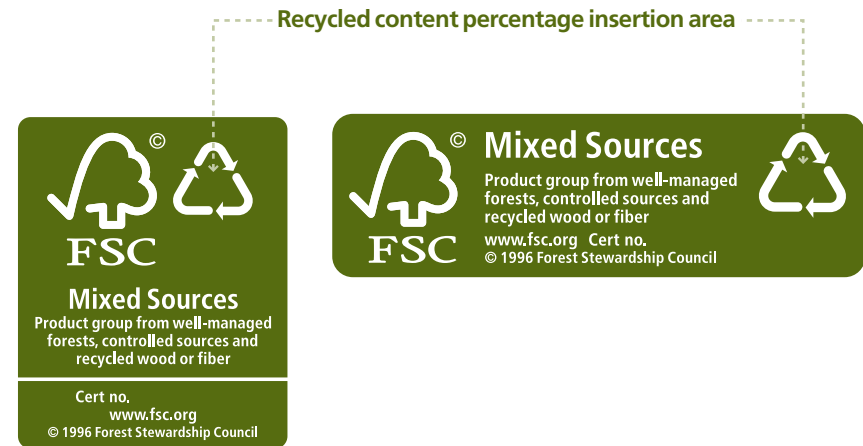 Recycled content percentage insertion area
©
FSC
Mixed Sources
Product group from well-managed
forests, controlled sources and
recycled wood or fiber
Cert no.
www.fsc.org
© 1996 Forest Stewardship Council
©
FSC
Mixed Sources
Product group from well-managed
forests, controlled sources and
recycled wood or fiber
www.fsc.org Cert no.
© 1996 Forest Stewardship Council